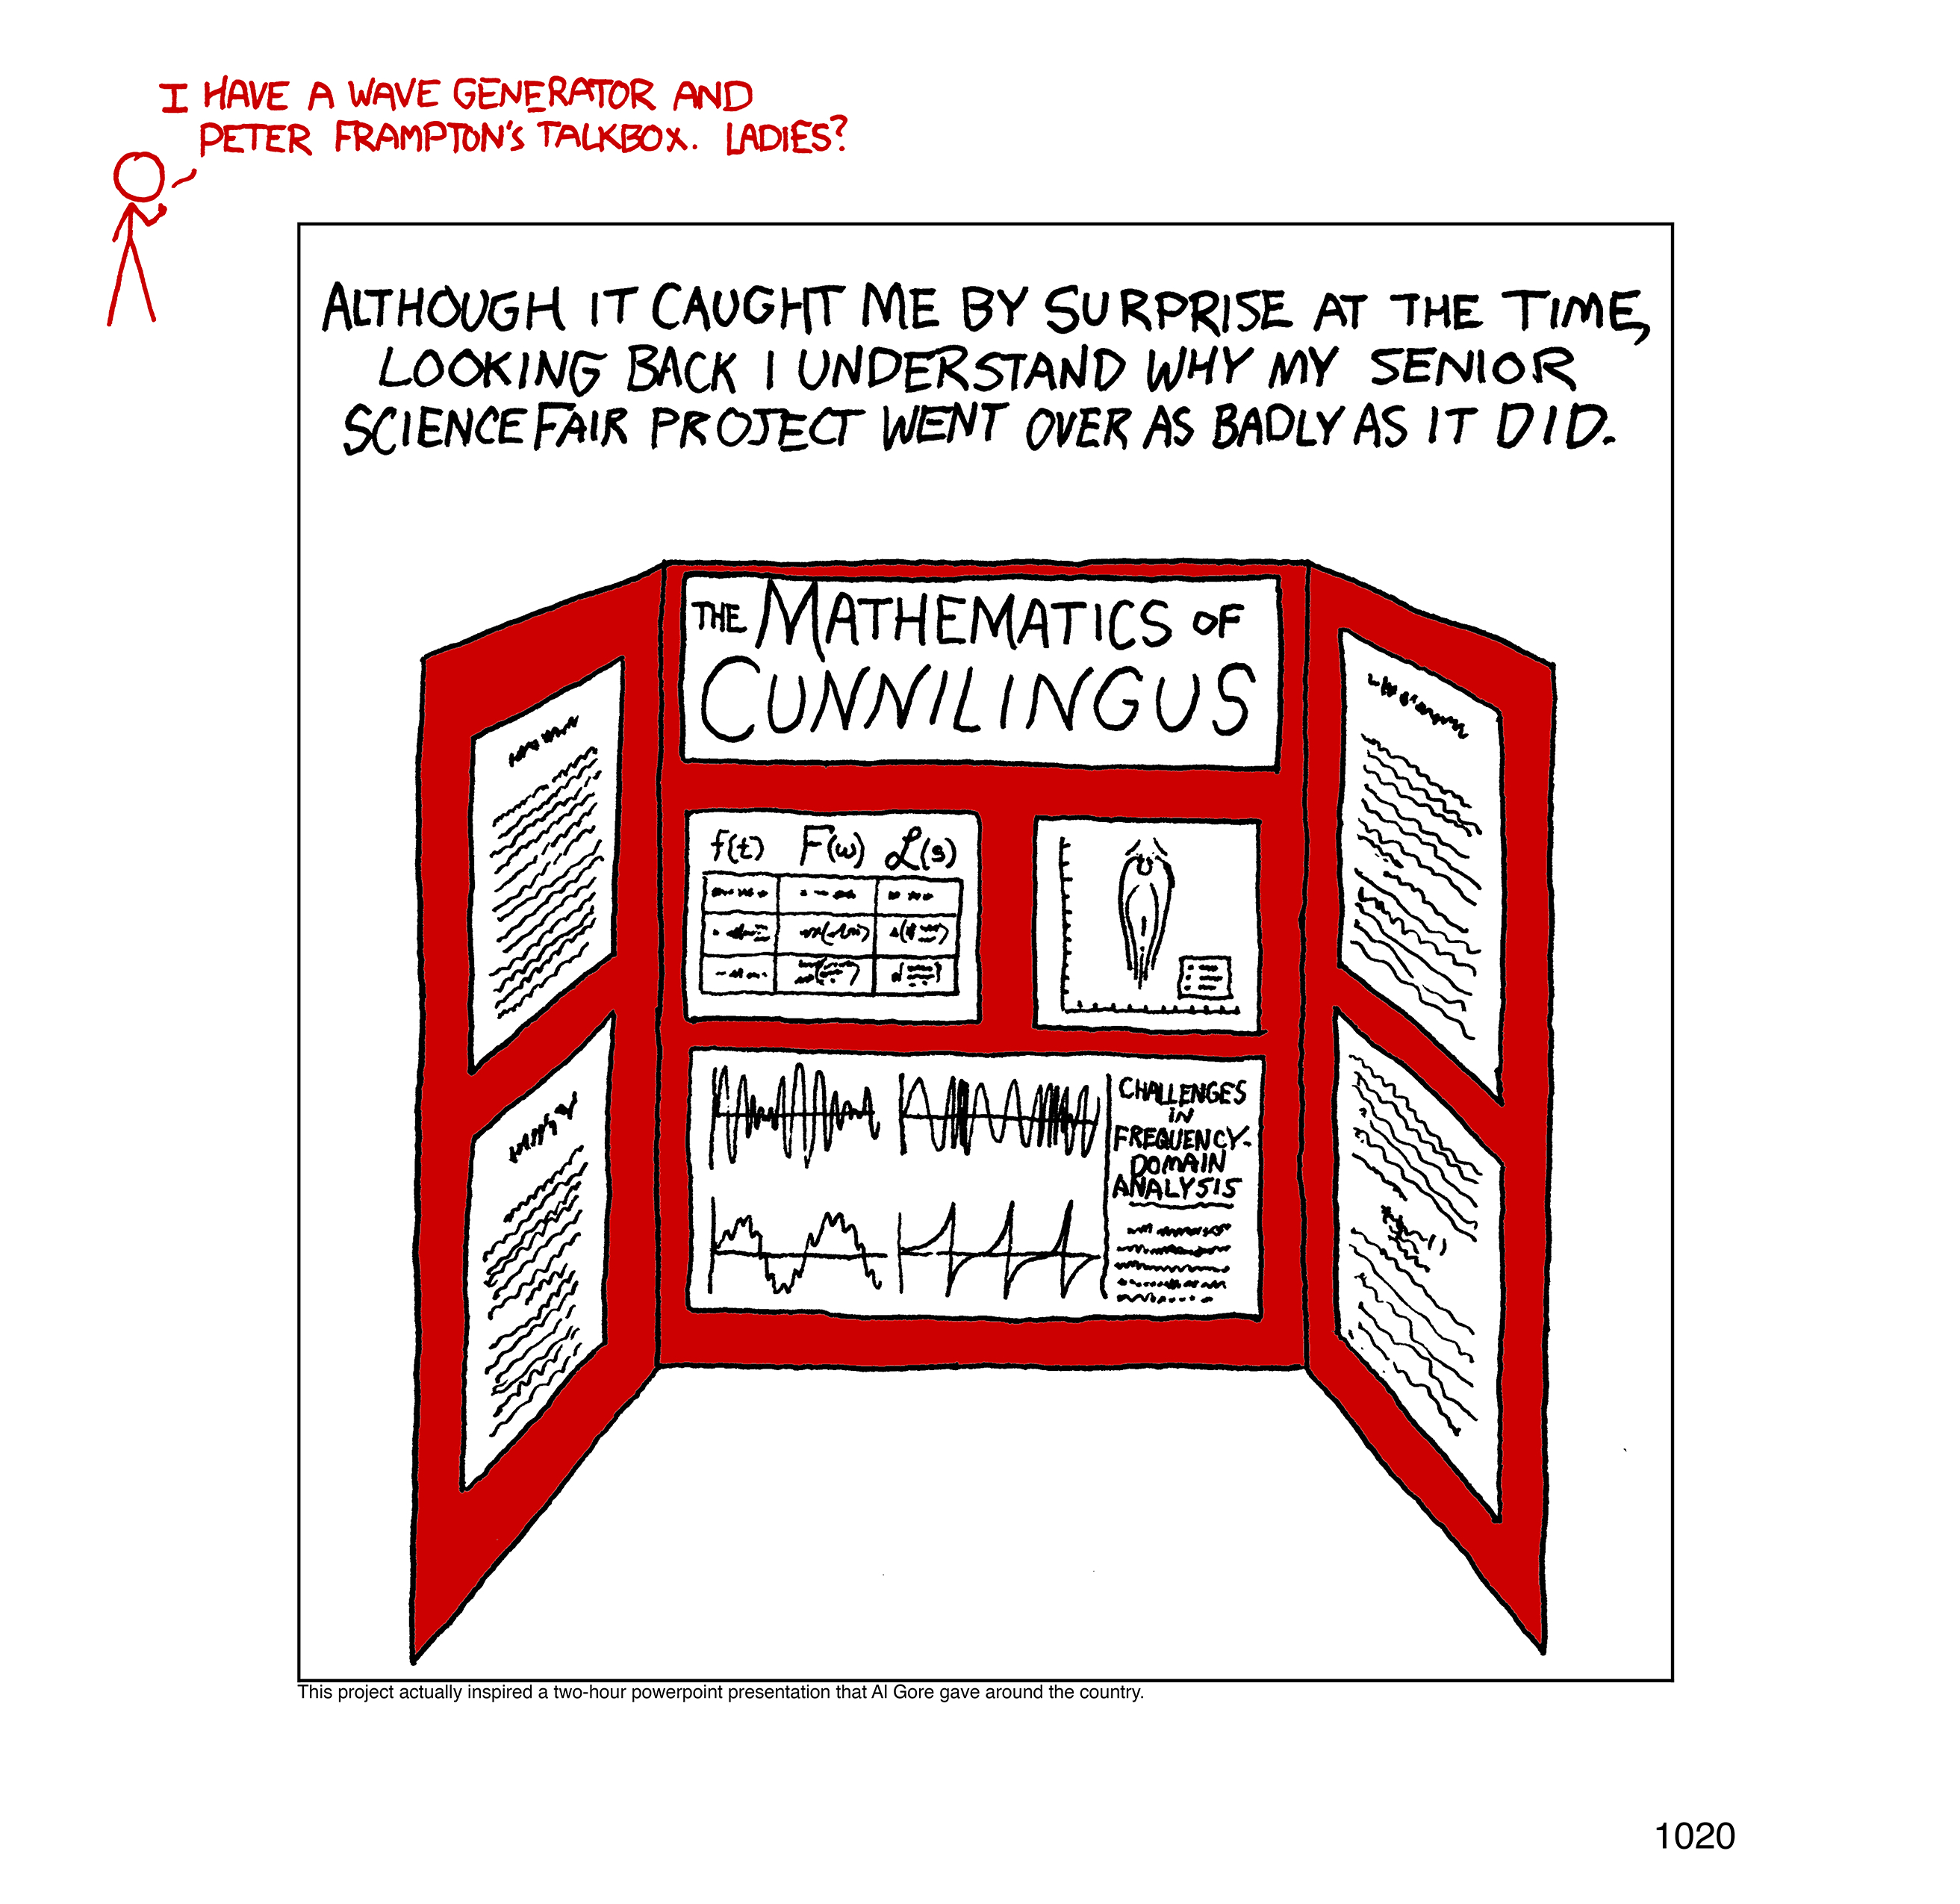 I HAVE A WAVE GENERATOR AND
PETER FRAMPTON'S TALKBOX. LADIES?
ALTHOUGH IT CAUGHT ME BY SURPRISE AT THE TIME,
LOOKING BACK I UNDERSTAND WHY MY SENIOR
SCIENCE FAIR PROJECT WENT OVER AS BADLY AS IT DID.
THE MATHEMATICS OF
CUNNILINGUS
f(t) F(ω) ℒ(s)
CHALLENGES
IN
FREQUENCY-
DOMAIN
ANALYSIS
This project actually inspired a two-hour powerpoint presentation that Al Gore gave around the country.
1020